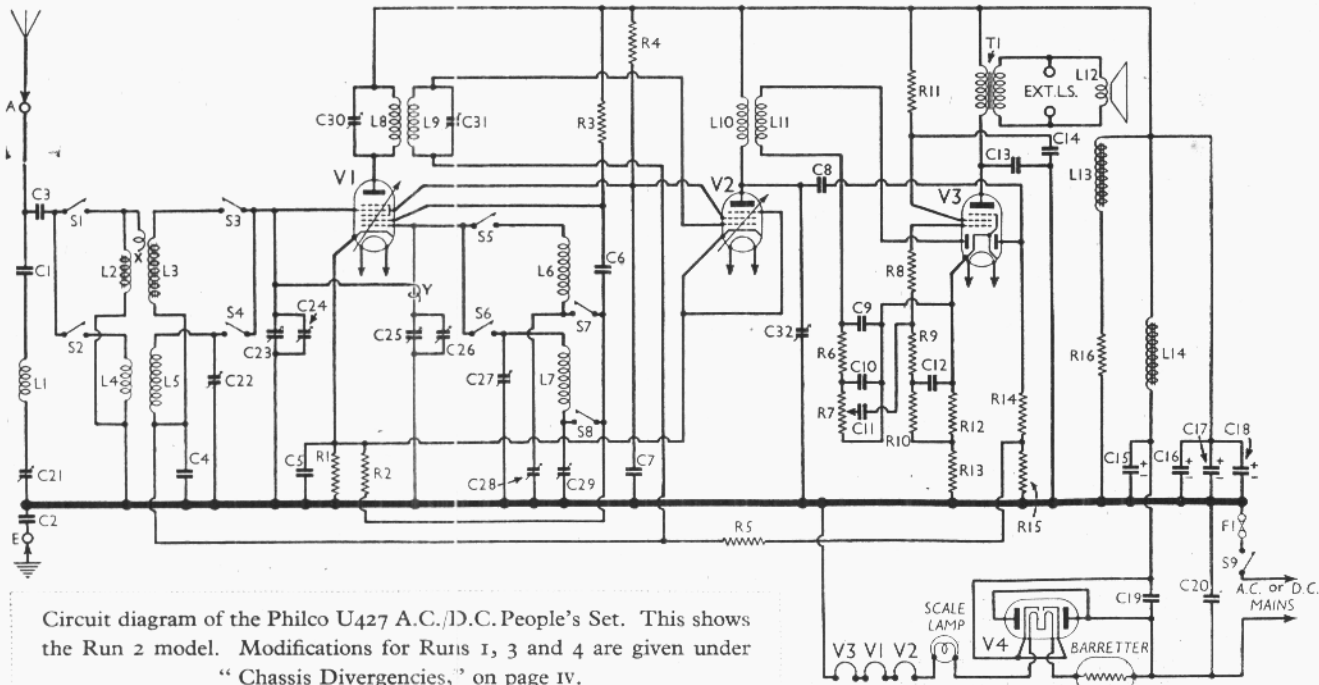 R4
T1
L12
EXT.L.S.
R11
A
C30
L8
L9
C31
R3
L10
L11
C14
C13
L13
V1
V2
C8
V3
C3
S1
S3
S5
L2
X
L3
L6
C6
R8
C1
Y
S2
S4
C24
S6
S7
C9
R9
C23
C25
C26
C32
R6
R16
L14
L1
L4
L5
C22
C27
L7
C10
C12
R7
R12
R14
S8
C11
R10
C17
C18
C21
C4
C5
R1
R2
C28
C29
C7
R13
C15
C16
+
-
+
-
+
-
+
-
C2
R15
E
R5
F1
S9
C19
C20
A.C. or D.C.
MAINS
SCALE
LAMP
V4
BARRETTER
V3
V1
V2
Circuit diagram of the Philco U427 A.C./D.C. People's Set. This shows
the Run 2 model. Modifications for Runs 1, 3 and 4 are given under
"Chassis Divergencies," on page IV.